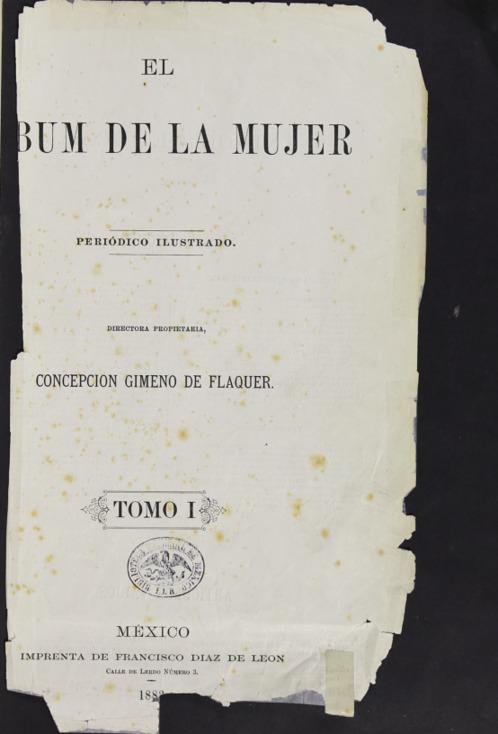 EL
BUM DE LA MUJER
PERIÓDICO ILUSTRADO.
DIRECTORA PROPIETARIA,
CONCEPCION GIMENO DE FLAQUER.
TOMO I
MÉXICO
IMPRENTA DE FRANCISCO DIAZ DE LEON
CALLE DE LERDO NÚMERO 3.